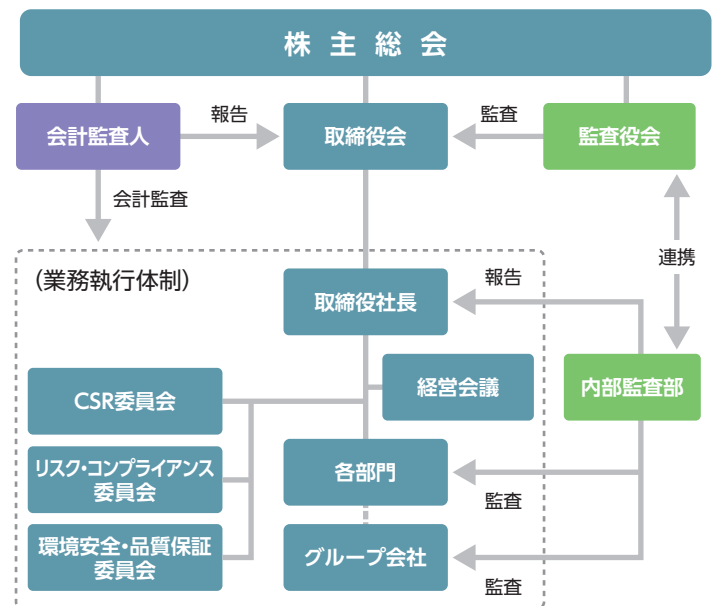 株主総会
報告
監査
会計監査人
取締役会
監査役会
会計監査
連携
(業務執行体制)
報告
取締役社長
経営会議
内部監査部
CSR委員会
リスク・コンプライアンス
委員会
各部門
監査
環境安全・品質保証
委員会
グループ会社
監査